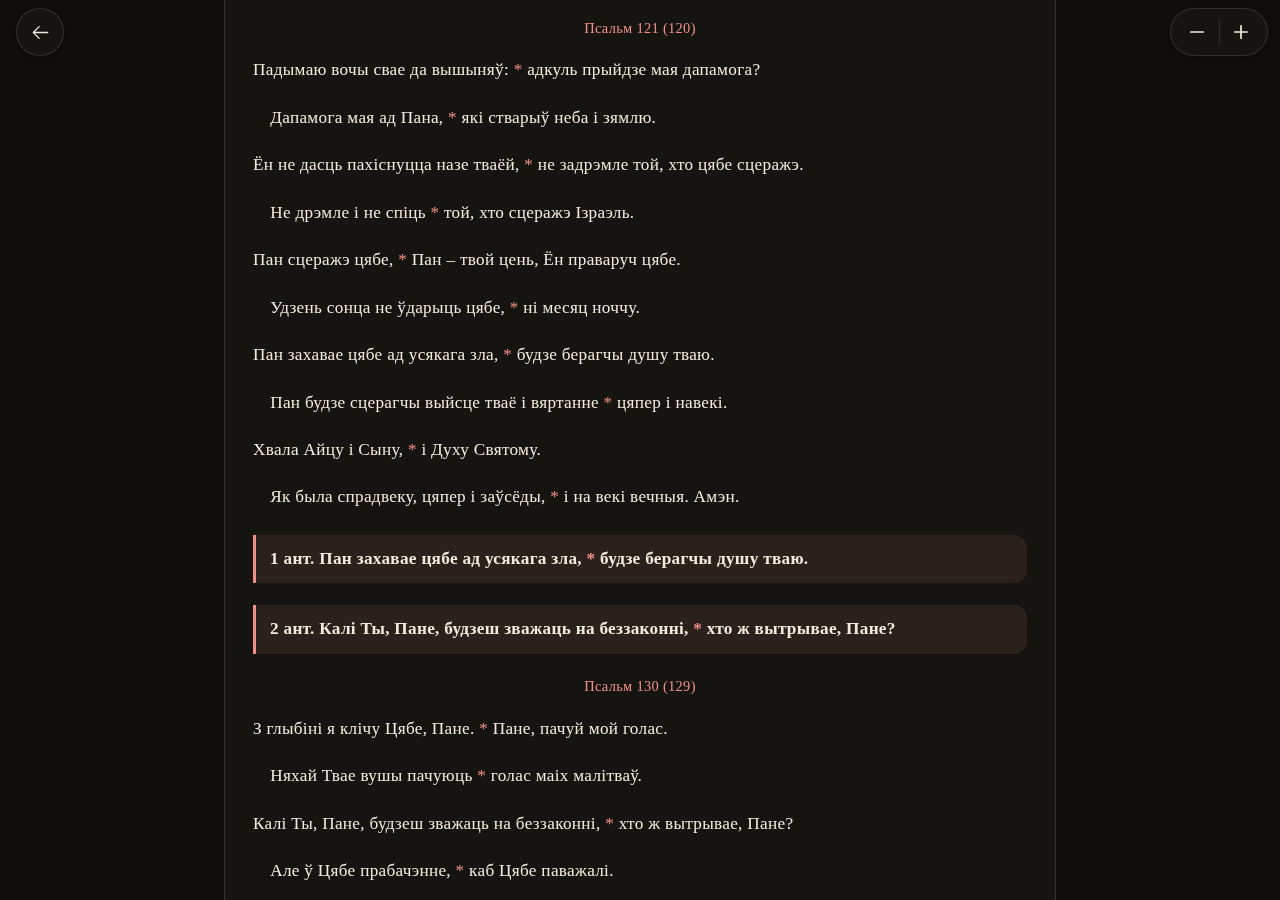 Псальм 121 (120)
Падымаю вочы свае да вышыняў: * адкуль прыйдзе мая дапамога?
Дапамога мая ад Пана, * які стварыў неба і зямлю.
Ён не дасць пахіснуцца назе тваёй, * не задрэмле той, хто цябе сцеражэ.
Не дрэмле і не спіць * той, хто сцеражэ Ізраэль.
Пан сцеражэ цябе, * Пан – твой цень, Ён праваруч цябе.
Удзень сонца не ўдарыць цябе, * ні месяц ноччу.
Пан захавае цябе ад усякага зла, * будзе берагчы душу тваю.
Пан будзе сцерагчы выйсце тваё і вяртанне * цяпер і навекі.
Хвала Айцу і Сыну, * і Духу Святому.
Як была спрадвеку, цяпер і заўсёды, * і на векі вечныя. Амэн.
1 ант. Пан захавае цябе ад усякага зла, * будзе берагчы душу тваю.
2 ант. Калі Ты, Пане, будзеш зважаць на беззаконні, * хто ж вытрывае, Пане?
Псальм 130 (129)
З глыбіні я клічу Цябе, Пане. * Пане, пачуй мой голас.
Няхай Твае вушы пачуюць * голас маіх малітваў.
Калі Ты, Пане, будзеш зважаць на беззаконні, * хто ж вытрывае, Пане?
Але ў Цябе прабачэнне, * каб Цябе паважалі.